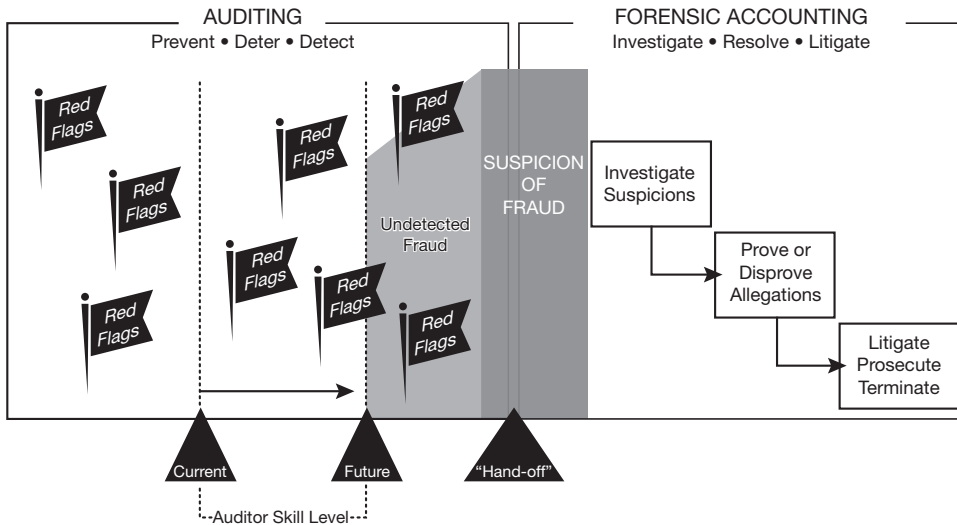 AUDITING
Prevent • Deter • Detect
FORENSIC ACCOUNTING
Investigate • Resolve • Litigate
Red
Flags
Red
Flags
Red
Flags
Red
Flags
Red
Flags
Red
Flags
Red
Flags
Red
Flags
Undetected
Fraud
SUSPICION
OF
FRAUD
Investigate
Suspicions
Prove or
Disprove
Allegations
Litigate
Prosecute
Terminate
Current
Future
“Hand-off”
Auditor Skill Level